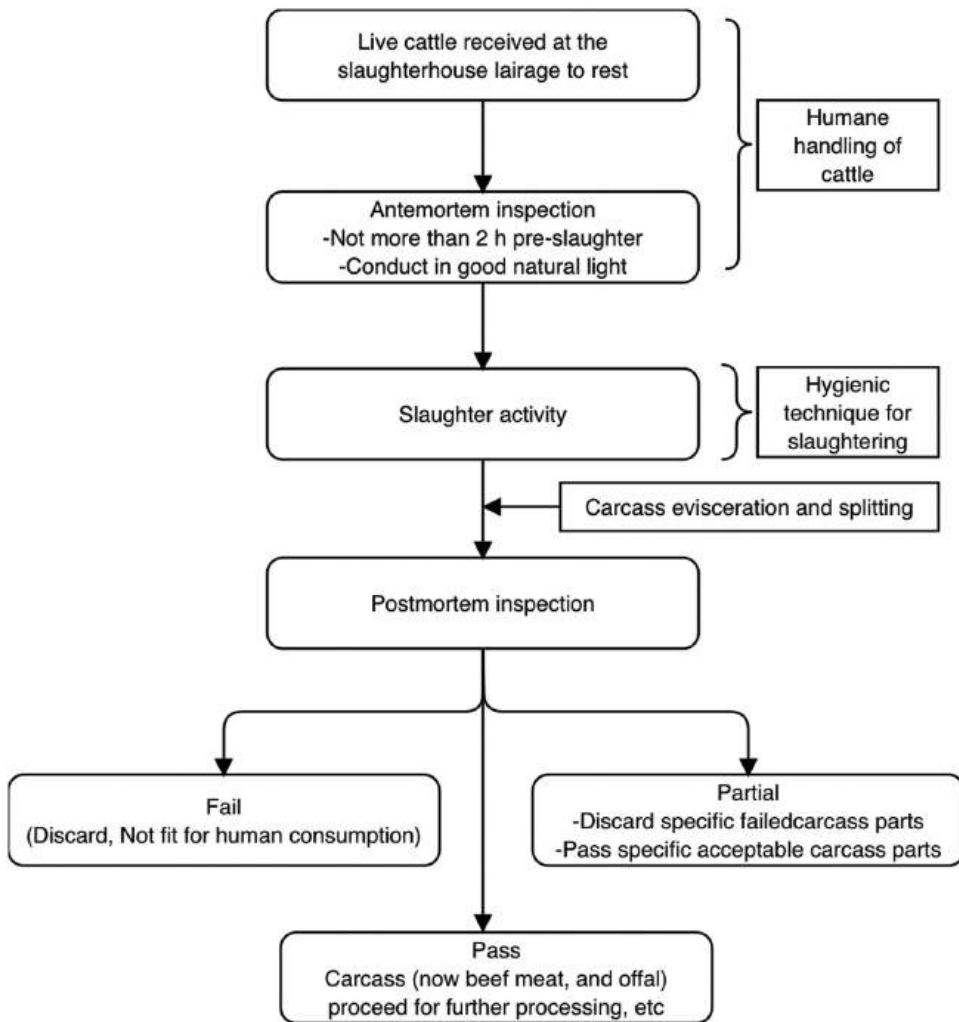 Live cattle received at the
slaughterhouse lairage to rest
Humane
handling of
cattle
Antemortem inspection
-Not more than 2 h pre-slaughter
-Conduct in good natural light
Slaughter activity
Hygienic
technique for
slaughtering
Carcass evisceration and splitting
Postmortem inspection
Fail
(Discard, Not fit for human consumption)
Partial
-Discard specific failedcarcass parts
-Pass specific acceptable carcass parts
Pass
Carcass (now beef meat, and offal)
proceed for further processing, etc